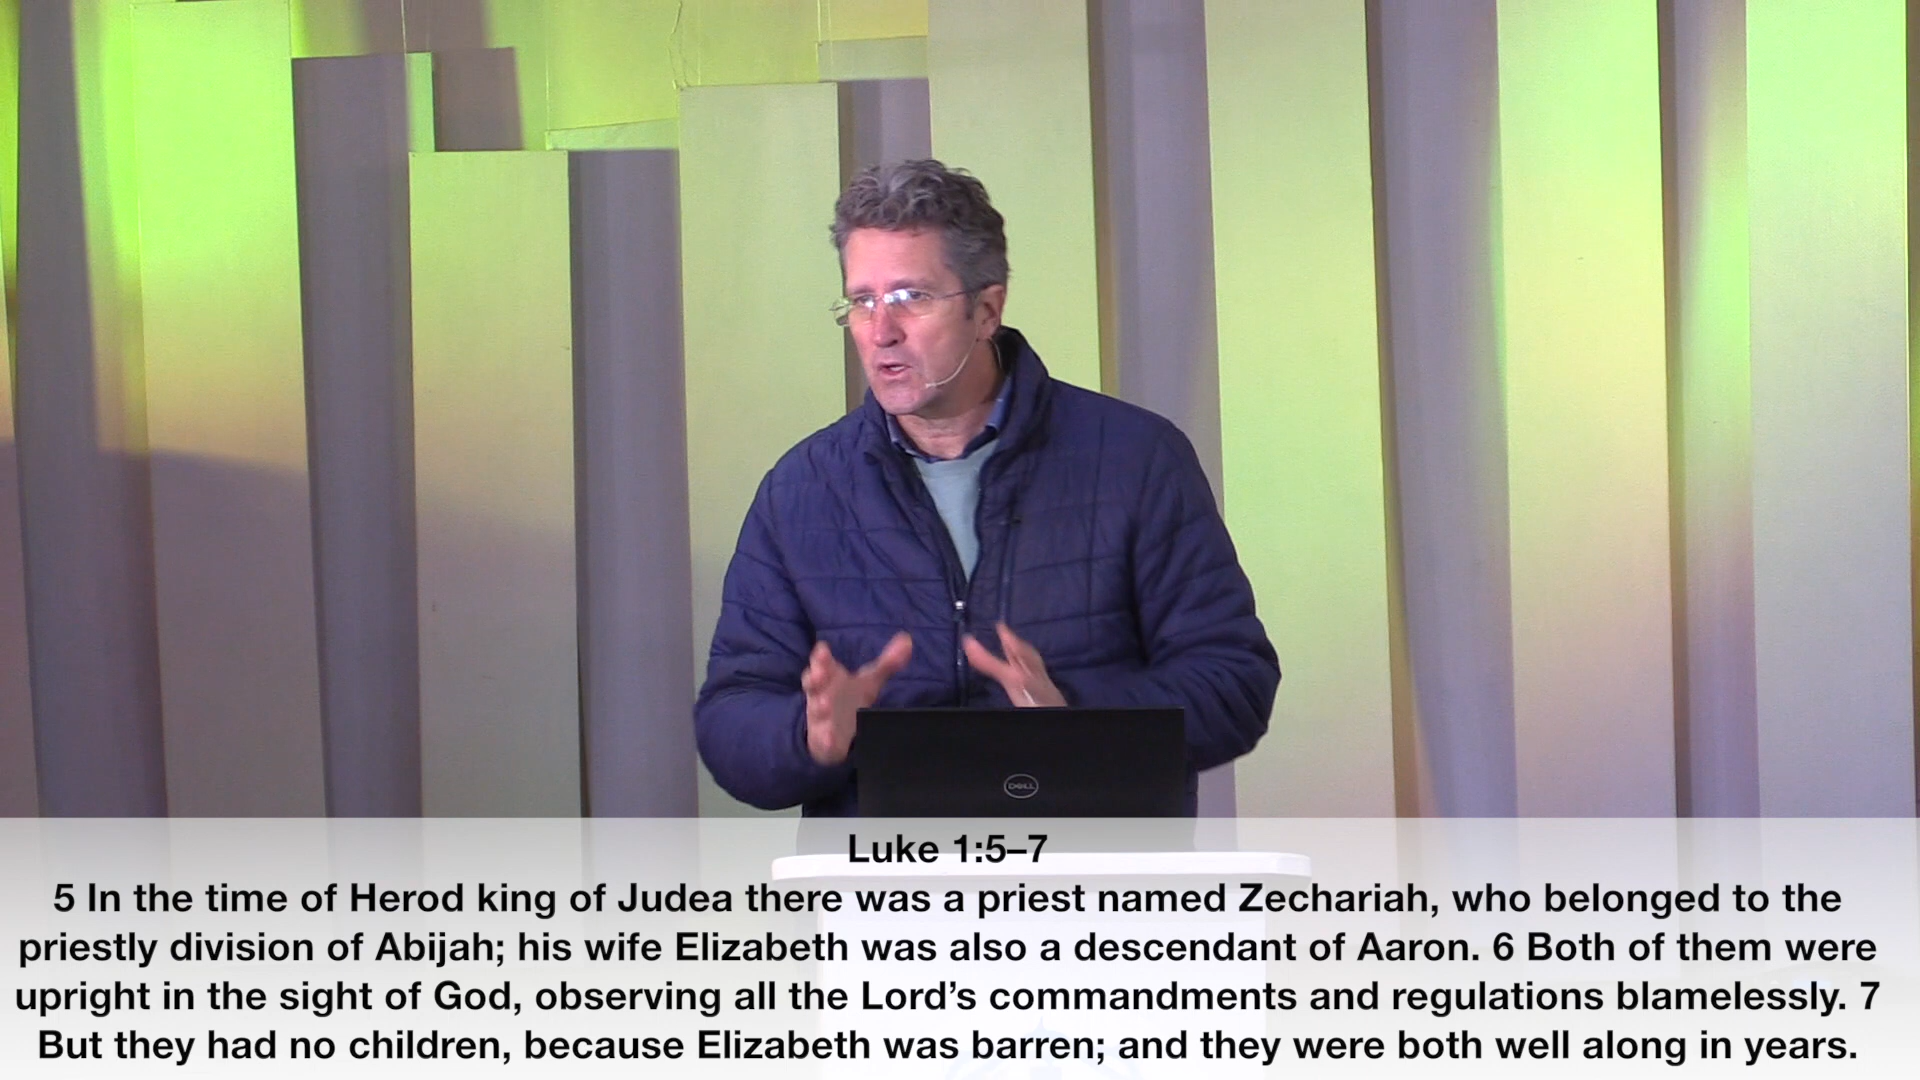 DELL
Luke 1:5–7
5 In the time of Herod king of Judea there was a priest named Zechariah, who belonged to the
priestly division of Abijah; his wife Elizabeth was also a descendant of Aaron. 6 Both of them were
upright in the sight of God, observing all the Lord’s commandments and regulations blamelessly. 7
But they had no children, because Elizabeth was barren; and they were both well along in years.